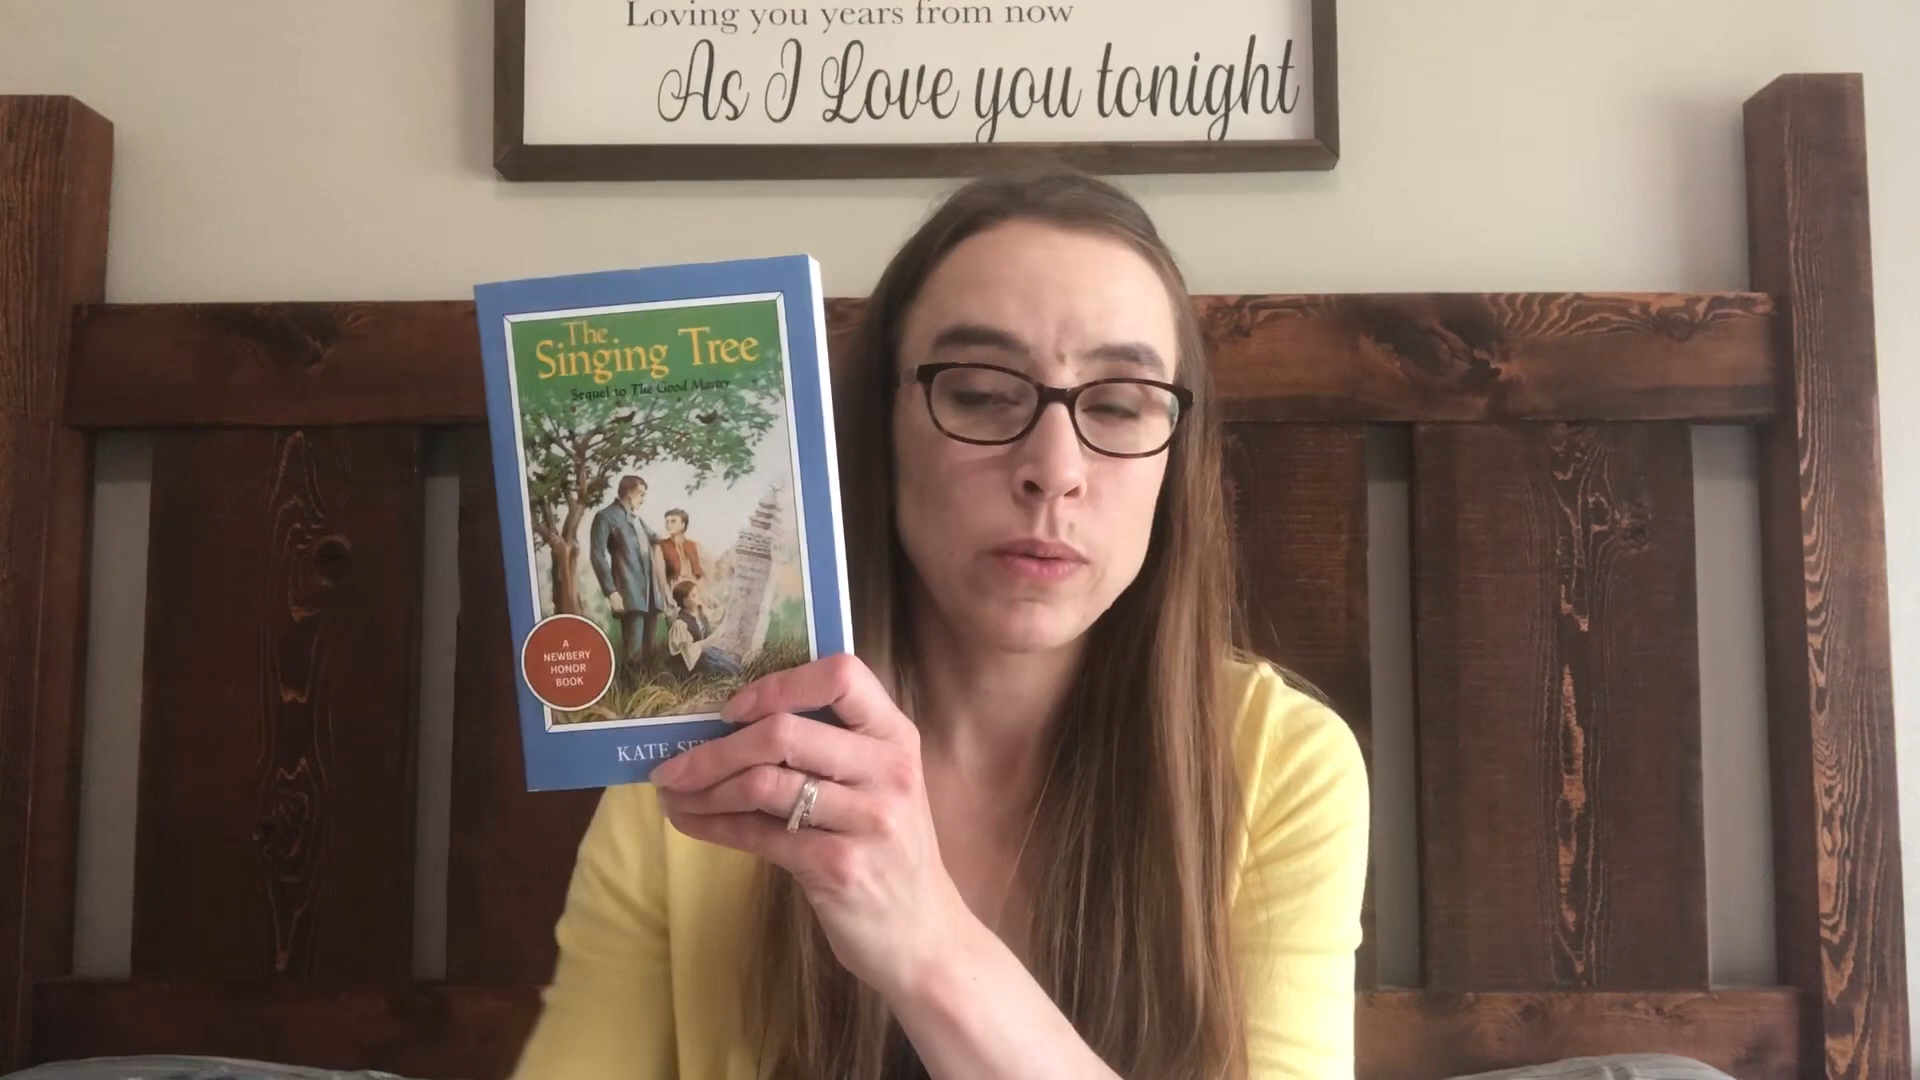 Loving you years from now
As I Love you tonight
The
Singing Tree
Sequel to The Good Master
A
NEWBERY
HONOR
BOOK
KATE